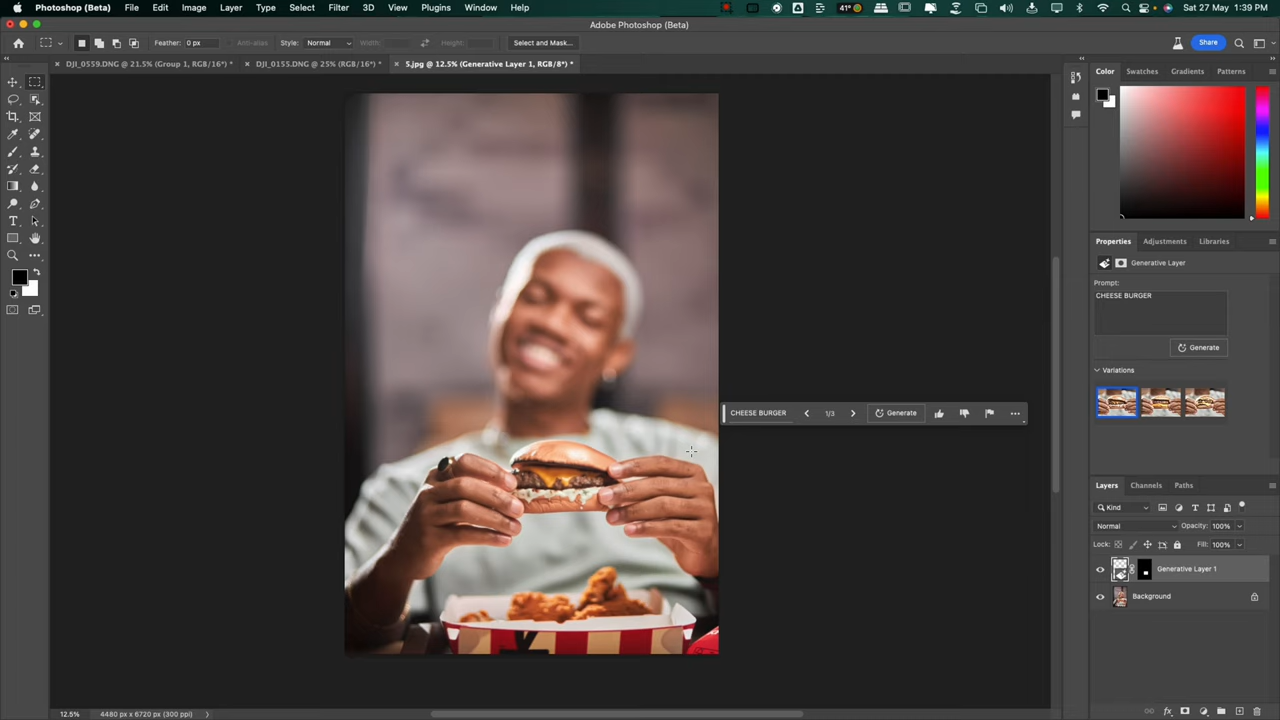 Photoshop (Beta) File Edit Image Layer Type Select Filter 3D View Plugins Window Help 41° Sat 27 May 1:39 PM
Adobe Photoshop (Beta)
Feather: 0 px Anti-alias Style: Normal Width: Height: Select and Mask... Share
DJI_0559.DNG @ 21.5% (Group 1, RGB/16*) * DJI_0155.DNG @ 25% (RGB/16*) * 5.jpg @ 12.5% (Generative Layer 1, RGB/8*) *
Color Swatches Gradients Patterns
Properties Adjustments Libraries
Generative Layer
Prompt:
CHEESE BURGER
Generate
Variations
CHEESE BURGER 1/3 Generate
Layers Channels Paths
Kind
Normal Opacity: 100%
Lock: Fill: 100%
Generative Layer 1
Background
12.5% 4480 px x 6720 px (300 ppi)